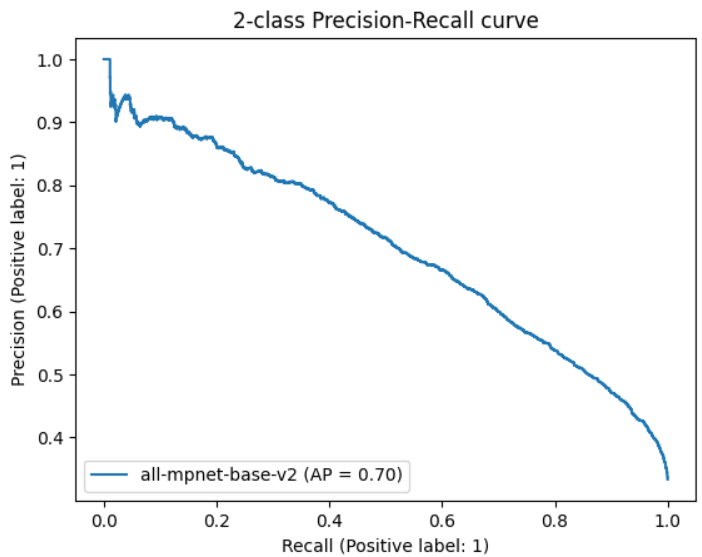 2-class Precision-Recall curve
Precision (Positive label: 1)
1.0
0.9
0.8
0.7
0.6
0.5
0.4
all-mpnet-base-v2 (AP = 0.70)
0.0 0.2 0.4 0.6 0.8 1.0
Recall (Positive label: 1)